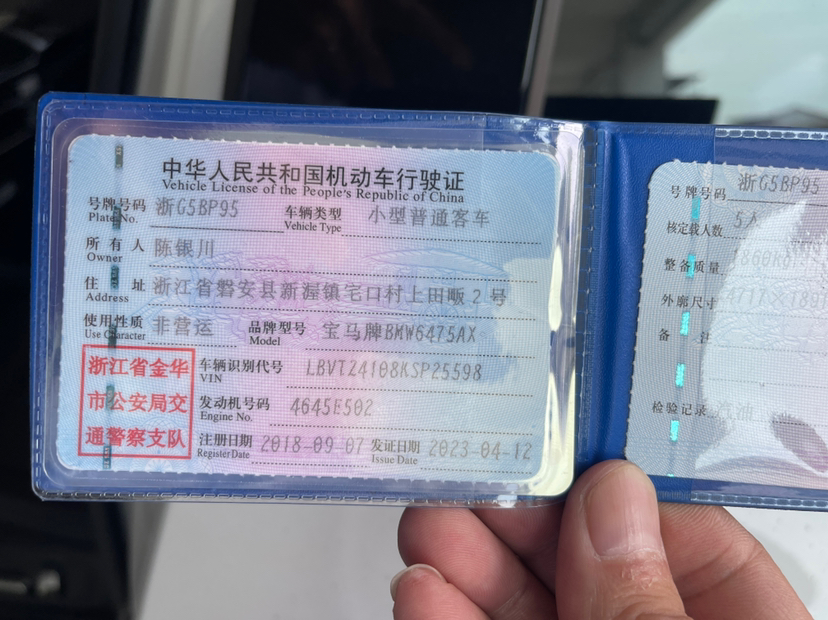 中华人民共和国机动车行驶证
Vehicle License of the People's Republic of China
号牌号码 浙G5BP95 车辆类型 小型普通客车
Plate No. Vehicle Type
所有人 陈银川
Owner
住址 浙江省磐安县新渥镇宅口村上田畈2号
Address
使用性质 非营运 品牌型号 宝马牌BMW6475AX
Use Character Model
浙江省金华
市公安局交
通警察支队
车辆识别代号 LBVTZ4108KSP25598
VIN
发动机号码 4645E502
Engine No.
注册日期 2018-09-07 发证日期 2023-04-12
Register Date Issue Date
号牌号码 浙G5BP95
核定载人数 5人
整备质量 1860K
外廓尺寸 4717×1891
备注
检验记录